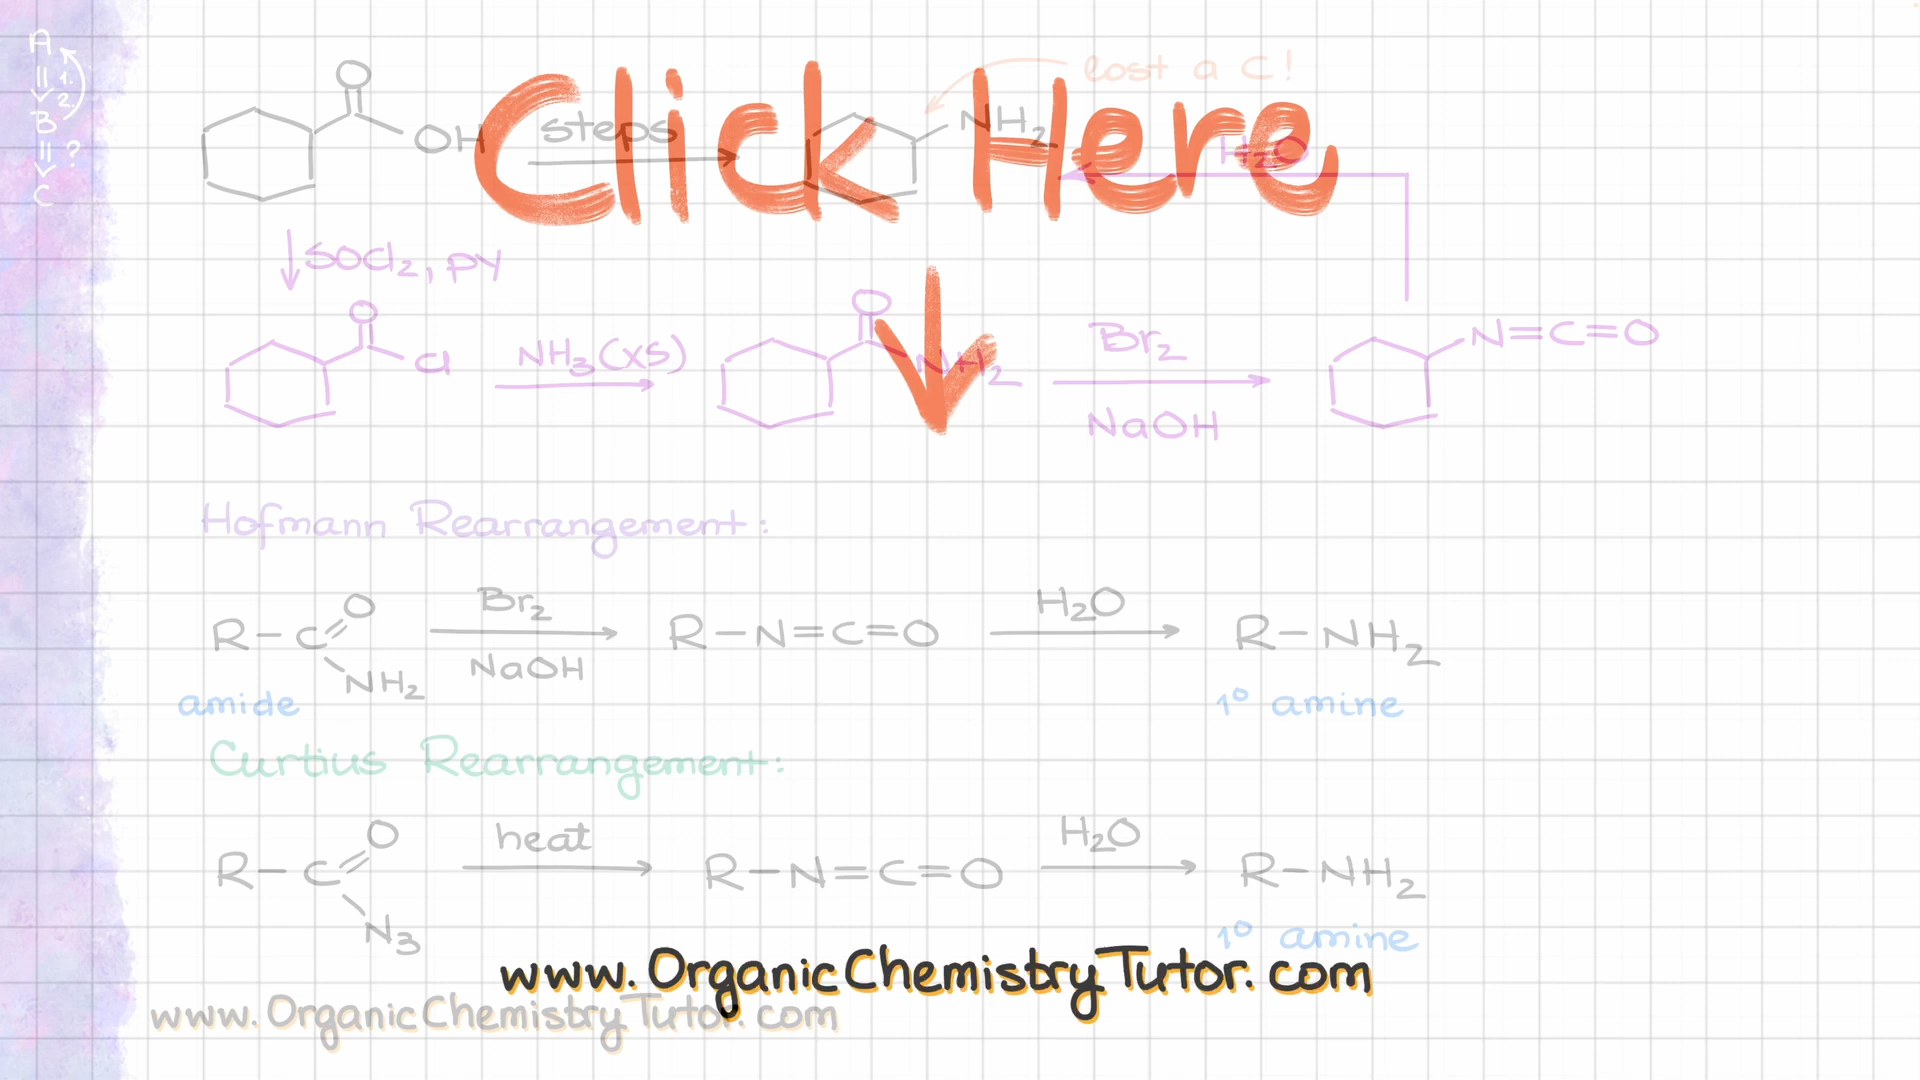 A
1.
2.
B
?
C
O
OH
steps
NH2
lost a C!
Click Here
H2O
SOCl2, py
O
Cl
NH3(xs)
O
NH2
Br2
NaOH
N=C=O
Hofmann Rearrangement:
R-C
O
NH2
Br2
NaOH
R-N=C=O
H2O
R-NH2
amide
1° amine
Curtius Rearrangement:
R-C
O
N3
heat
R-N=C=O
H2O
R-NH2
1° amine
www.OrganicChemistryTutor.com
www.OrganicChemistryTutor.com